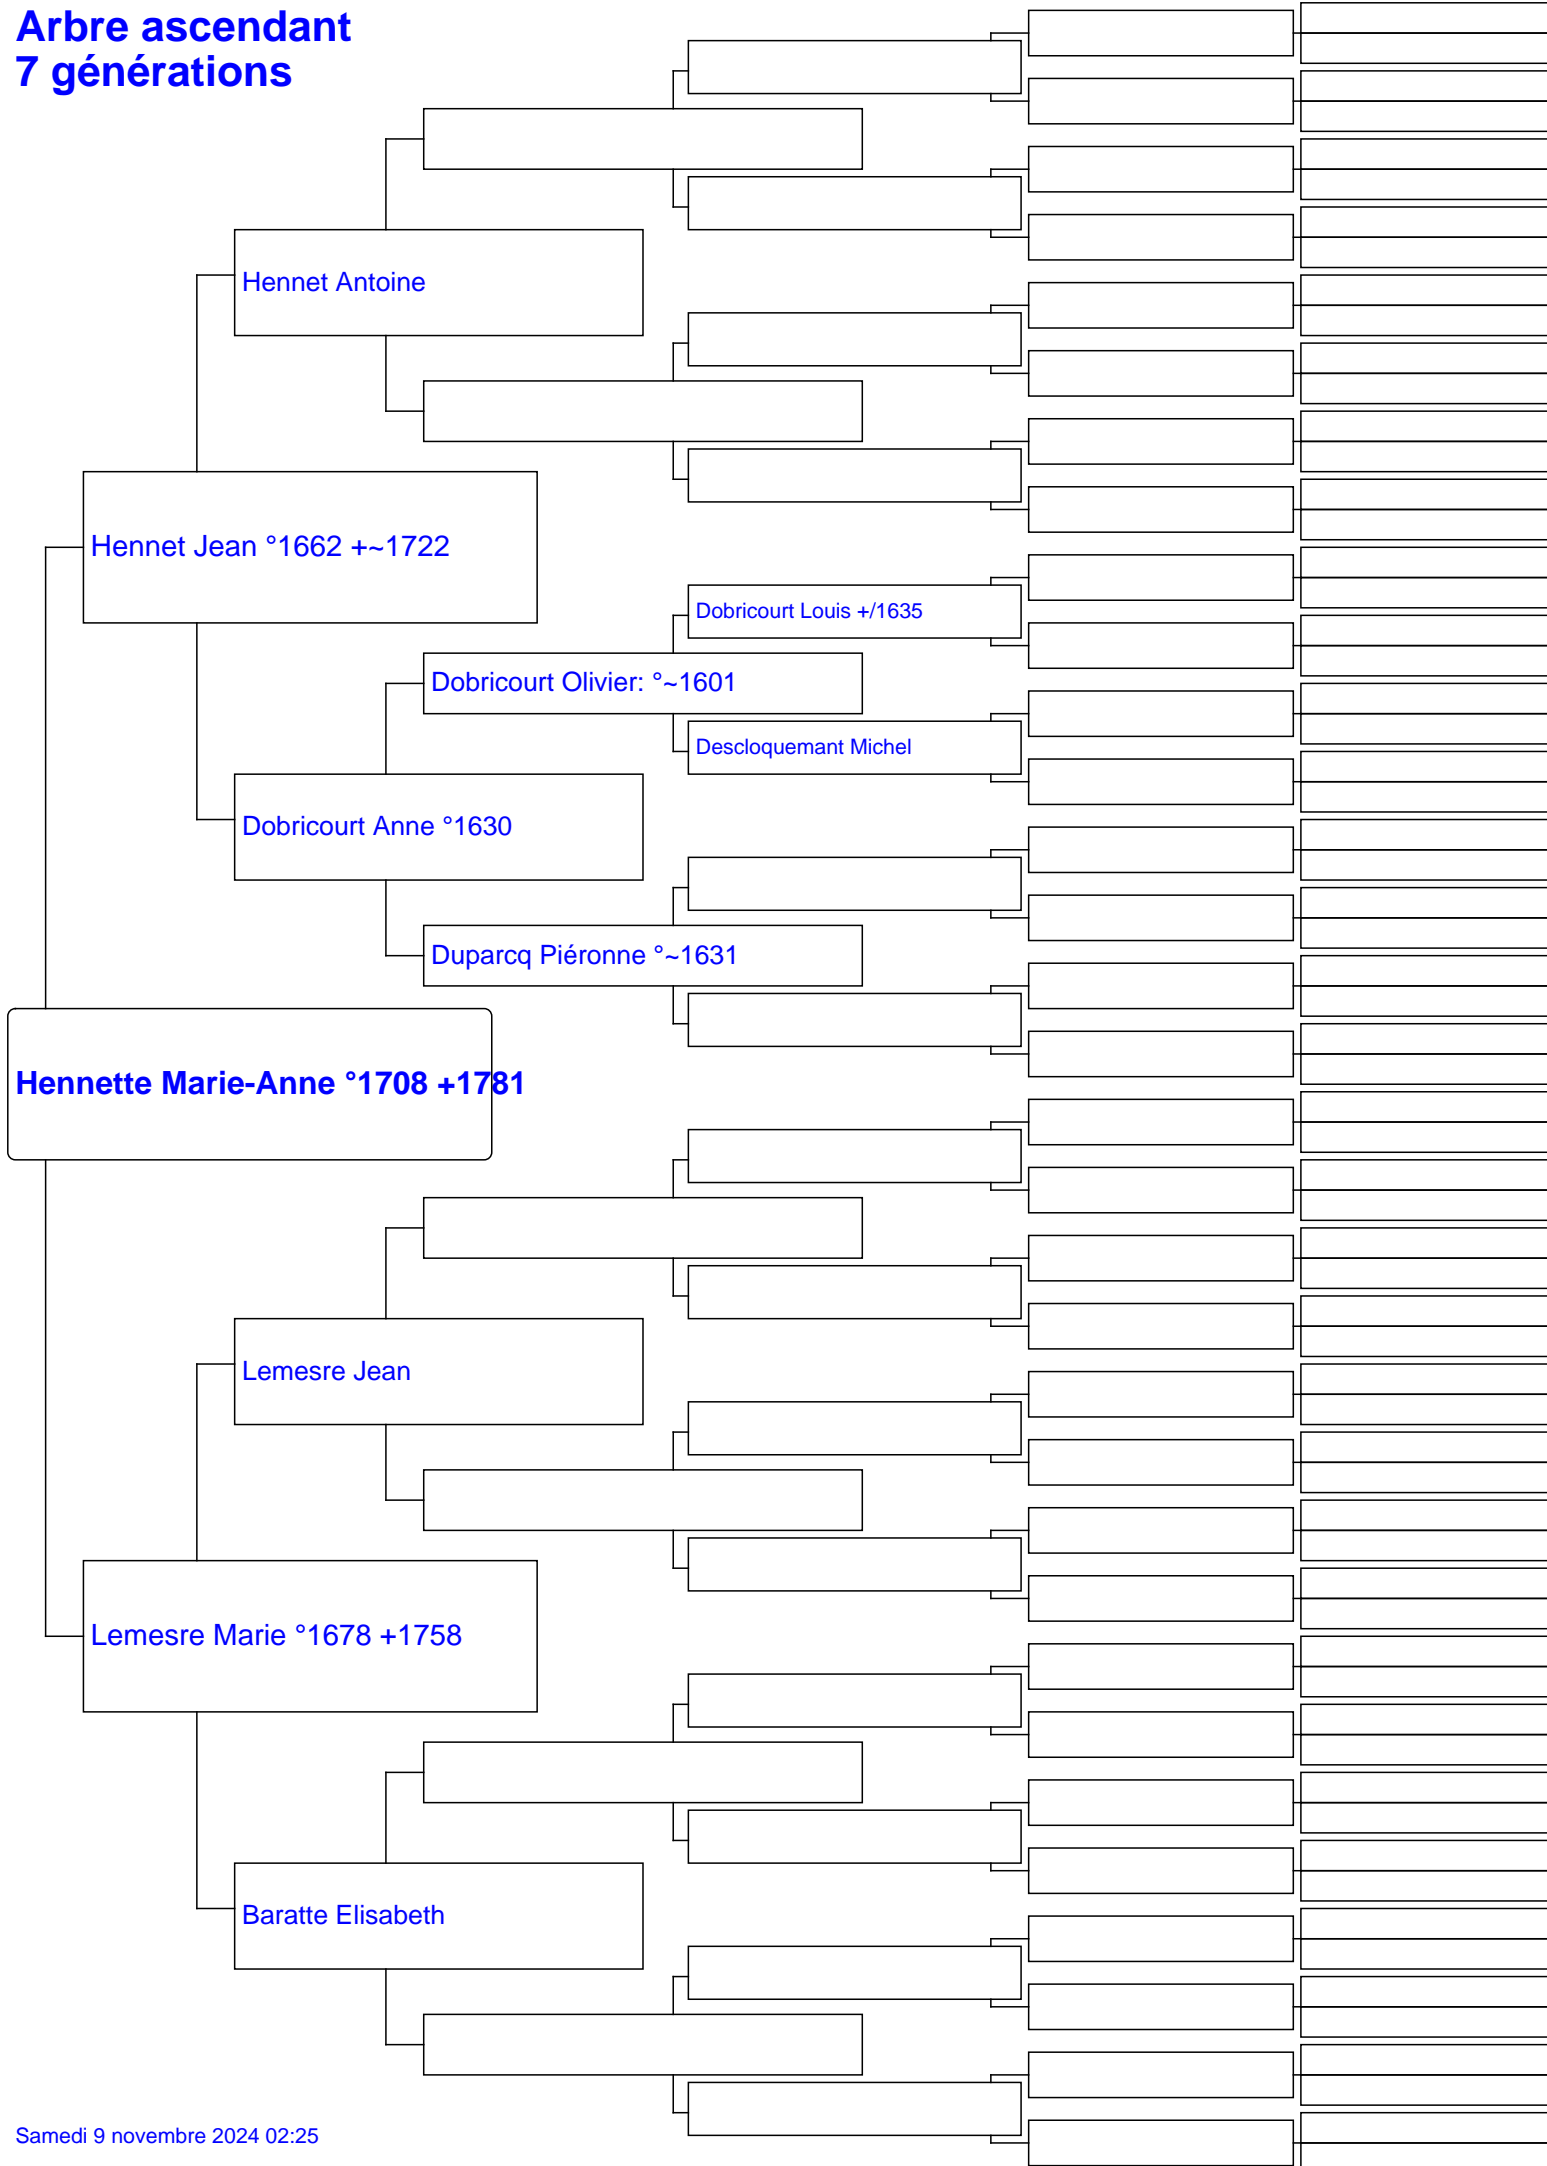 Arbre ascendant
7 générations
Hennet Antoine
Hennet Jean °1662 +~1722
Dobricourt Louis +/1635
Dobricourt Olivier: °~1601
Descloquemant Michel
Dobricourt Anne °1630
Duparcq Piéronne °~1631
Hennette Marie-Anne °1708 +1781
Lemesre Jean
Lemesre Marie °1678 +1758
Baratte Elisabeth
Samedi 9 novembre 2024 02:25